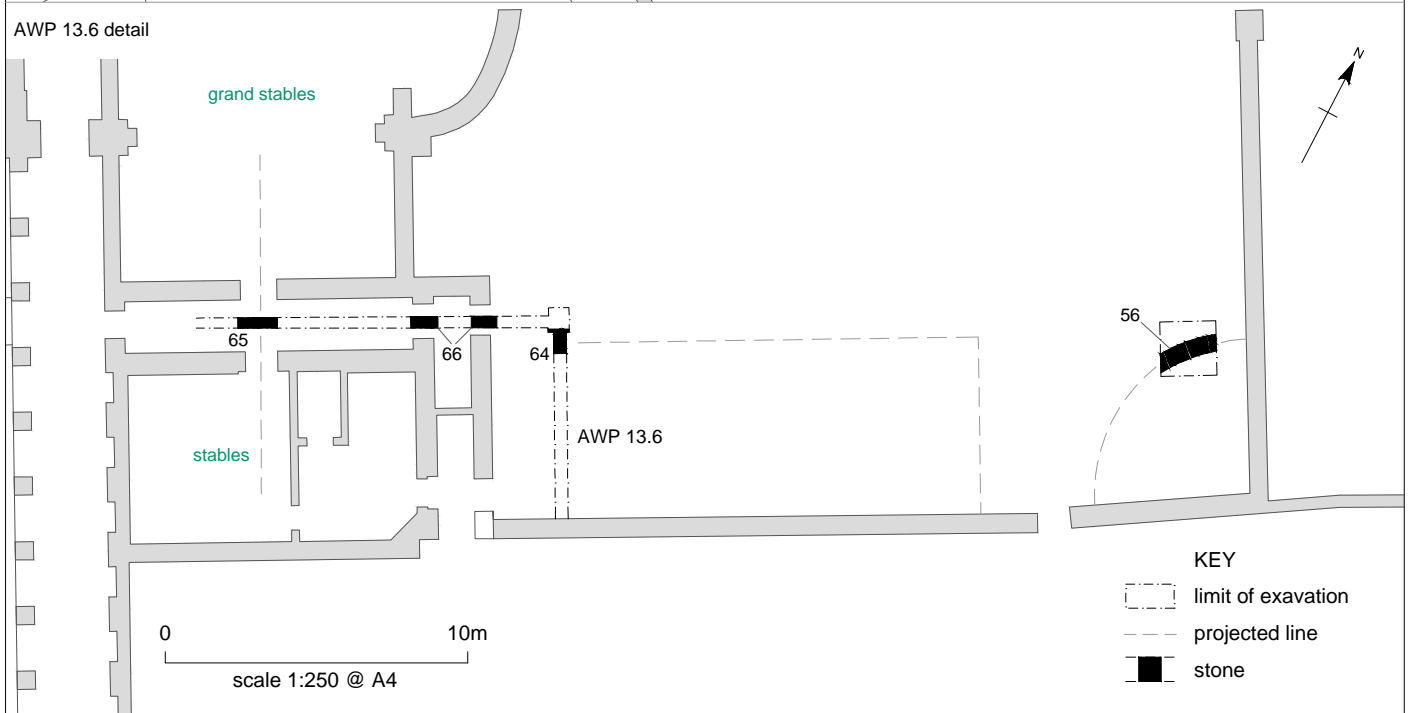 AWP 13.6 detail
grand stables
N
56
65
66
64
AWP 13.6
stables
KEY
limit of exavation
projected line
stone
0 10m
scale 1:250 @ A4